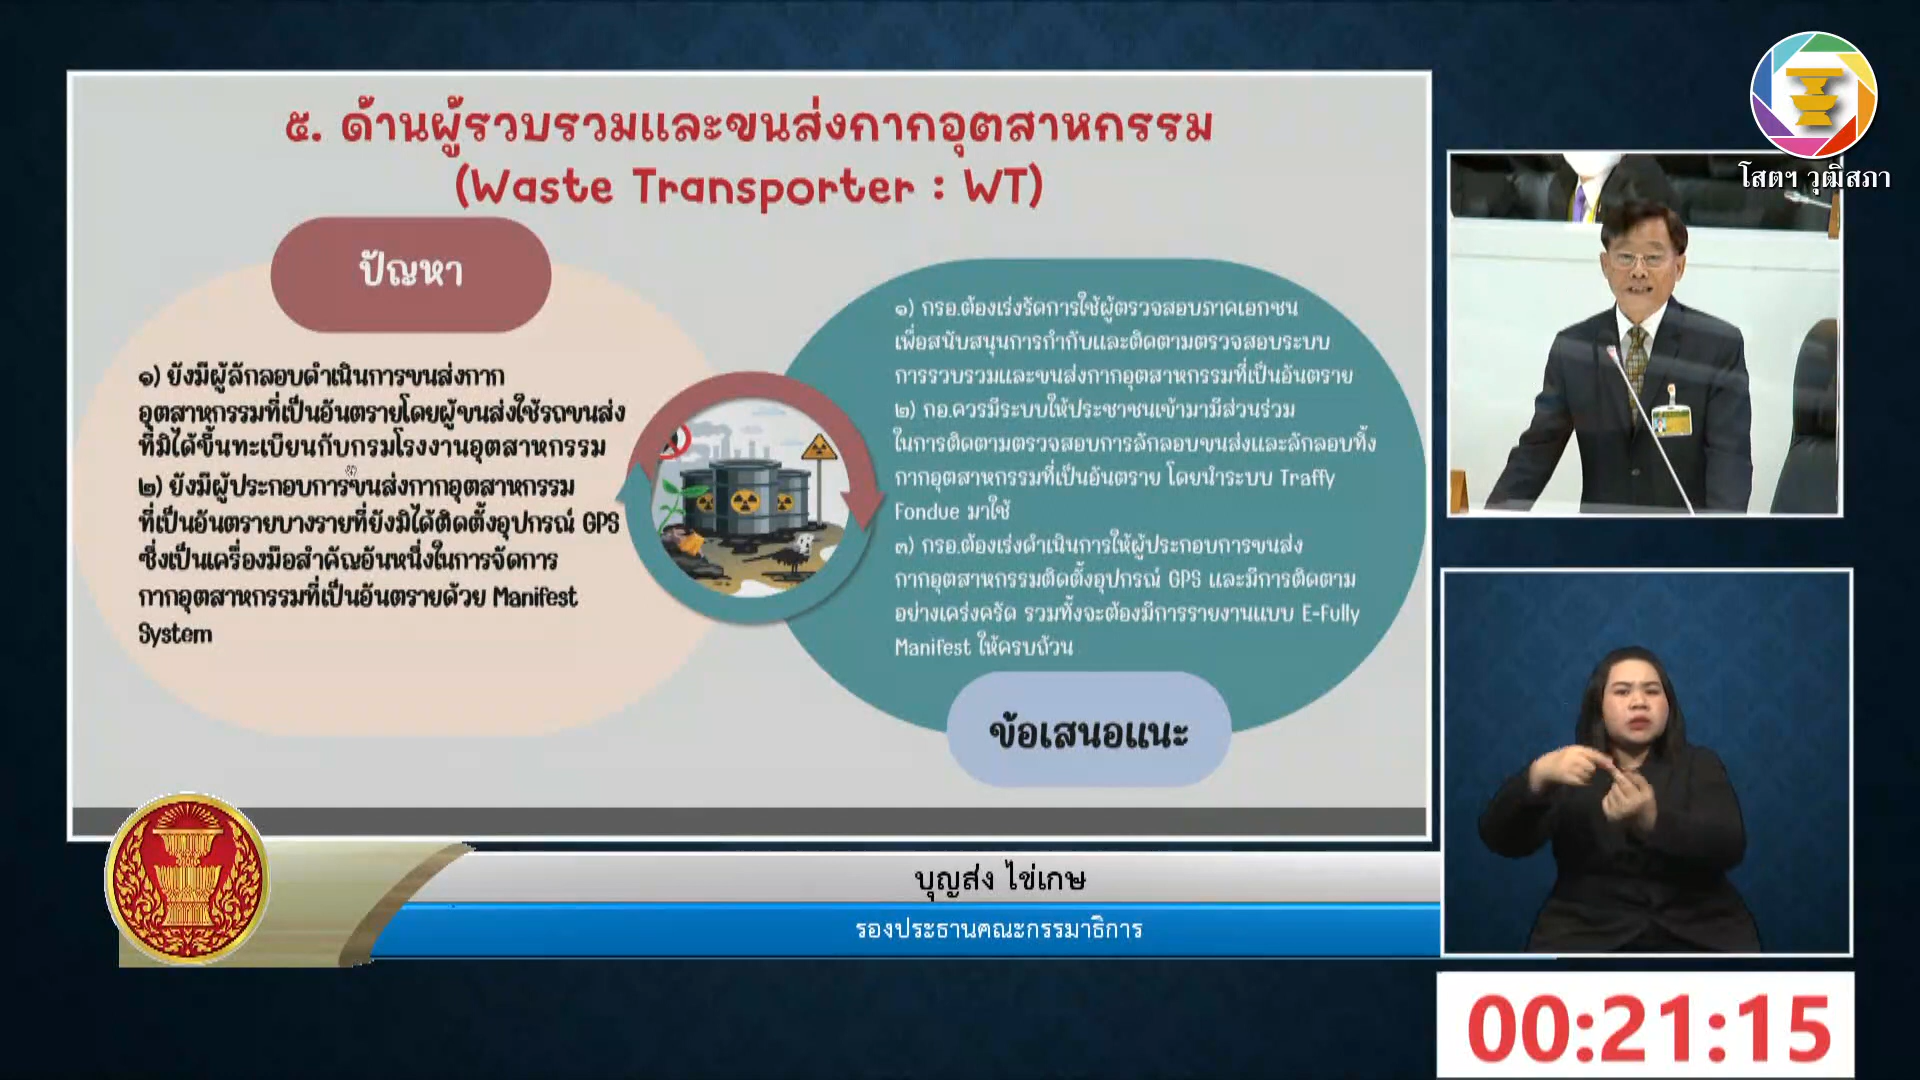 ๕. ด้านผู้รวบรวมและขนส่งกากอุตสาหกรรม
(Waste Transporter : WT)
ปัญหา
๑) ยังมีผู้ลักลอบดำเนินการขนส่งกาก
อุตสาหกรรมที่เป็นอันตรายโดยผู้ขนส่งใช้รถขนส่ง
ที่มิได้ขึ้นทะเบียนกับกรมโรงงานอุตสาหกรรม
๒) ยังมีผู้ประกอบการขนส่งกากอุตสาหกรรม
ที่เป็นอันตรายบางรายที่ยังมิได้ติดตั้งอุปกรณ์ GPS
ซึ่งเป็นเครื่องมือสำคัญอันหนึ่งในการจัดการ
กากอุตสาหกรรมที่เป็นอันตรายด้วย Manifest
System
๑) กรอ.ต้องเร่งรัดการใช้ผู้ตรวจสอบภาคเอกชน
เพื่อสนับสนุนการกำกับและติดตามตรวจสอบระบบ
การรวบรวมและขนส่งกากอุตสาหกรรมที่เป็นอันตราย
๒) กอ.ควรมีระบบให้ประชาชนเข้ามามีส่วนร่วม
ในการติดตามตรวจสอบการลักลอบขนส่งและลักลอบทิ้ง
กากอุตสาหกรรมที่เป็นอันตราย โดยนำระบบ Traffy
Fondue มาใช้
๓) กรอ.ต้องเร่งดำเนินการให้ผู้ประกอบการขนส่ง
กากอุตสาหกรรมติดตั้งอุปกรณ์ GPS และมีการติดตาม
อย่างเคร่งครัด รวมทั้งจะต้องมีการรายงานแบบ E-Fully
Manifest ให้ครบถ้วน
ข้อเสนอแนะ
โสตฯ วุฒิสภา
บุญส่ง ไข่เกษ
รองประธานคณะกรรมาธิการ
00:21:15